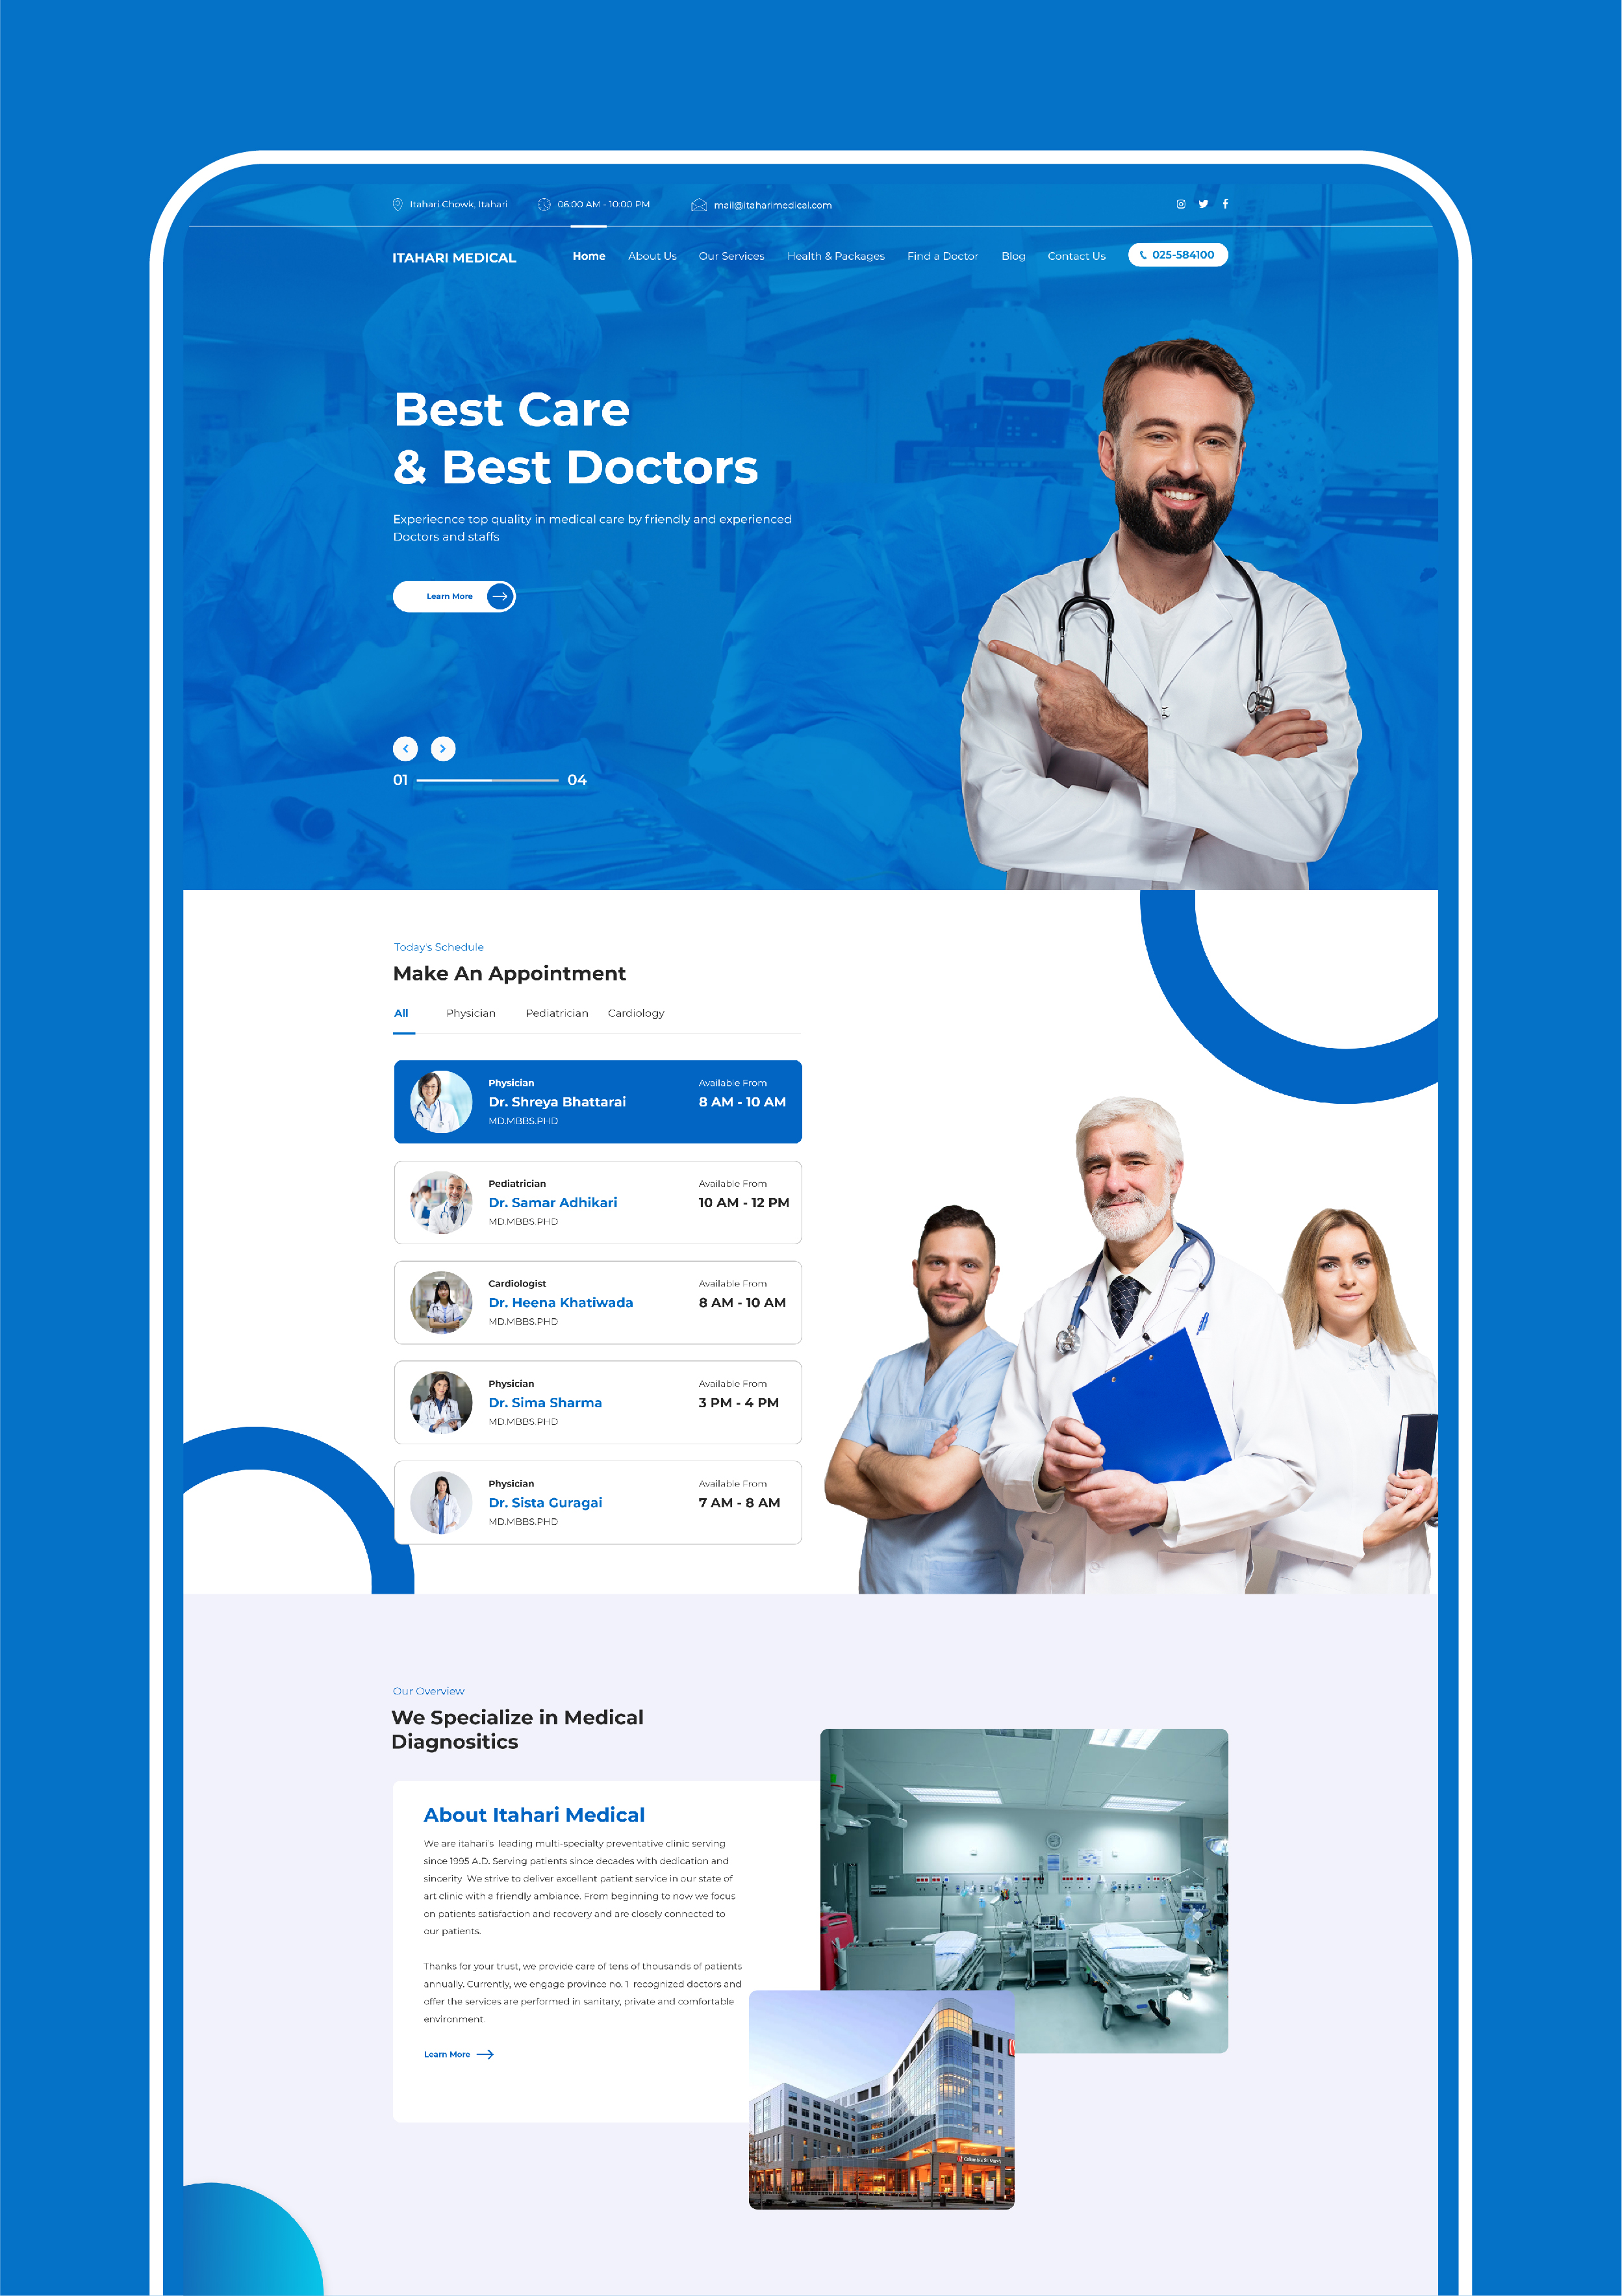 Itahari Chowk, Itahari
06:00 AM - 10:00 PM
mail@itaharimedical.com
ITAHARI MEDICAL
Home
About Us
Our Services
Health & Packages
Find a Doctor
Blog
Contact Us
025-584100
Best Care
& Best Doctors
Experiecnce top quality in medical care by friendly and experienced
Doctors and staffs
Learn More
01
04
Today's Schedule
Make An Appointment
All
Physician
Pediatrician
Cardiology
Physician
Dr. Shreya Bhattarai
MD.MBBS.PHD
Available From
8 AM - 10 AM
Pediatrician
Dr. Samar Adhikari
MD.MBBS.PHD
Available From
10 AM - 12 PM
Cardiologist
Dr. Heena Khatiwada
MD.MBBS.PHD
Available From
8 AM - 10 AM
Physician
Dr. Sima Sharma
MD.MBBS.PHD
Available From
3 PM - 4 PM
Physician
Dr. Sista Guragai
MD.MBBS.PHD
Available From
7 AM - 8 AM
Our Overview
We Specialize in Medical
Diagnositics
About Itahari Medical
We are itahari's leading multi-specialty preventative clinic serving
since 1995 A.D. Serving patients since decades with dedication and
sincerity. We strive to deliver excellent patient service in our state of
art clinic with a friendly ambiance. From beginning to now we focus
on patients satisfaction and recovery and are closely connected to
our patients.
Thanks for your trust, we provide care of tens of thousands of patients
annually. Currently, we engage province no. 1 recognized doctors and
offer the services are performed in sanitary, private and comfortable
environment.
Learn More
Columbia St. Mary's